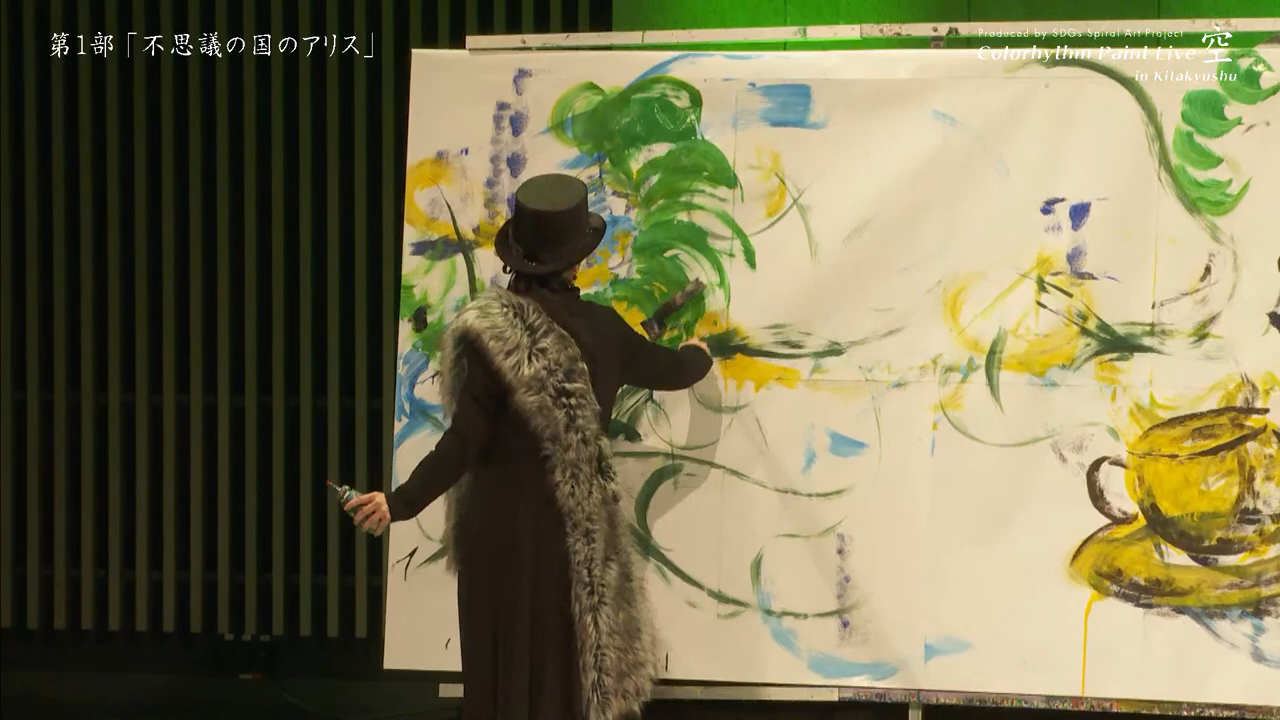 第1部「不思議の国のアリス」
Produced by SDGs Spiral Art Project
Colorhythm Paint Live 空
in Kitakyushu